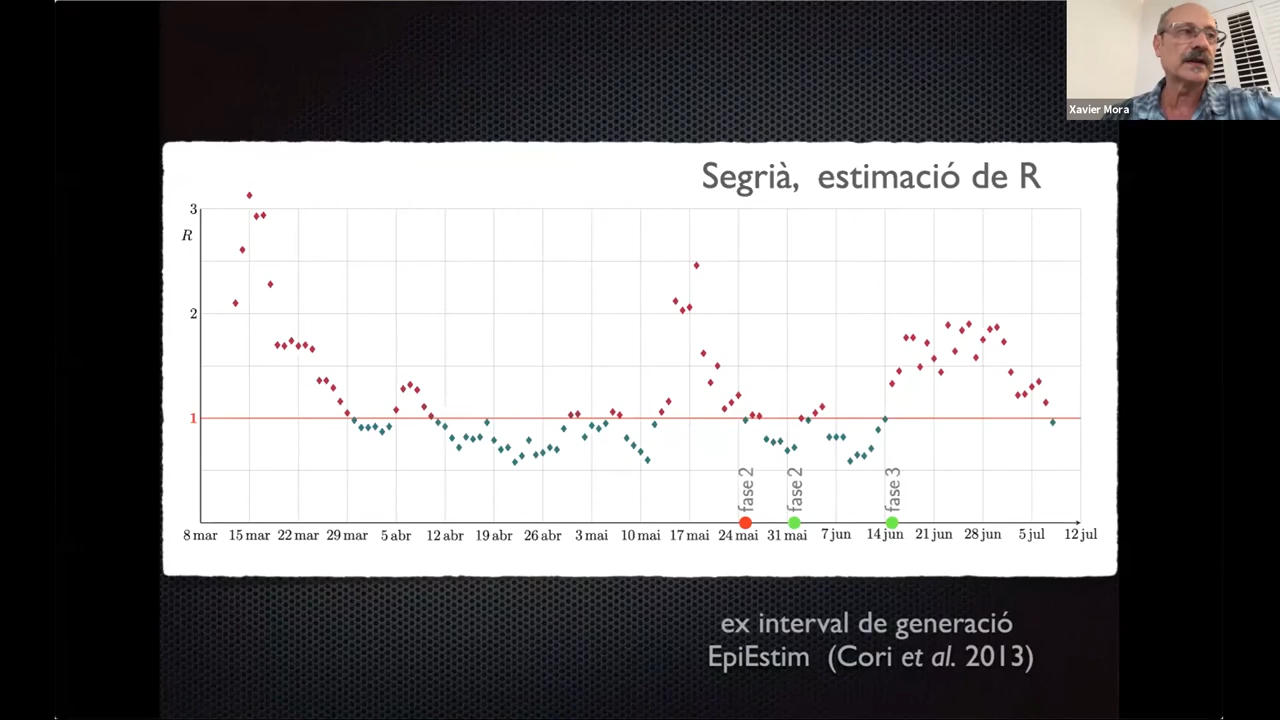 Xavier Mora
Segrià, estimació de R
3
R
2
1
fase 2
fase 2
fase 3
8 mar 15 mar 22 mar 29 mar 5 abr 12 abr 19 abr 26 abr 3 mai 10 mai 17 mai 24 mai 31 mai 7 jun 14 jun 21 jun 28 jun 5 jul 12 jul
ex interval de generació
EpiEstim (Cori et al. 2013)